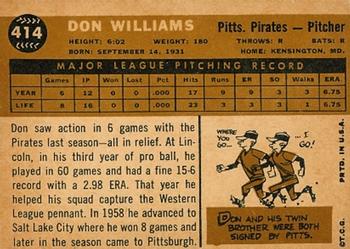 414
DON WILLIAMS
Pitts. Pirates — Pitcher
HEIGHT: 6:02 WEIGHT: 180 THROWS: R BATS: R
BORN: SEPTEMBER 14, 1931 HOME: KENSINGTON, MD.
MAJOR LEAGUE PITCHING RECORD
Games IP Won Lost Pct. Hits Runs ER SO Walks ERA
YEAR 6 12 0 0 .000 17 11 9 3 3 6.75
LIFE 8 16 0 0 .000 23 14 12 6 4 6.75
Don saw action in 6 games with the
Pirates last season—all in relief. At Lin-
coln, in his third year of pro ball, he
played in 60 games and had a fine 15-6
record with a 2.98 ERA. That year he
helped his squad capture the Western
League pennant. In 1958 he advanced to
Salt Lake City where he won 8 games and
later in the season came to Pittsburgh.
WHERE
YOU
GO...
... I
GO!
DON AND HIS TWIN
BROTHER WERE BOTH
SIGNED BY PITTS.
©T.C.G. PRTD. IN U.S.A.